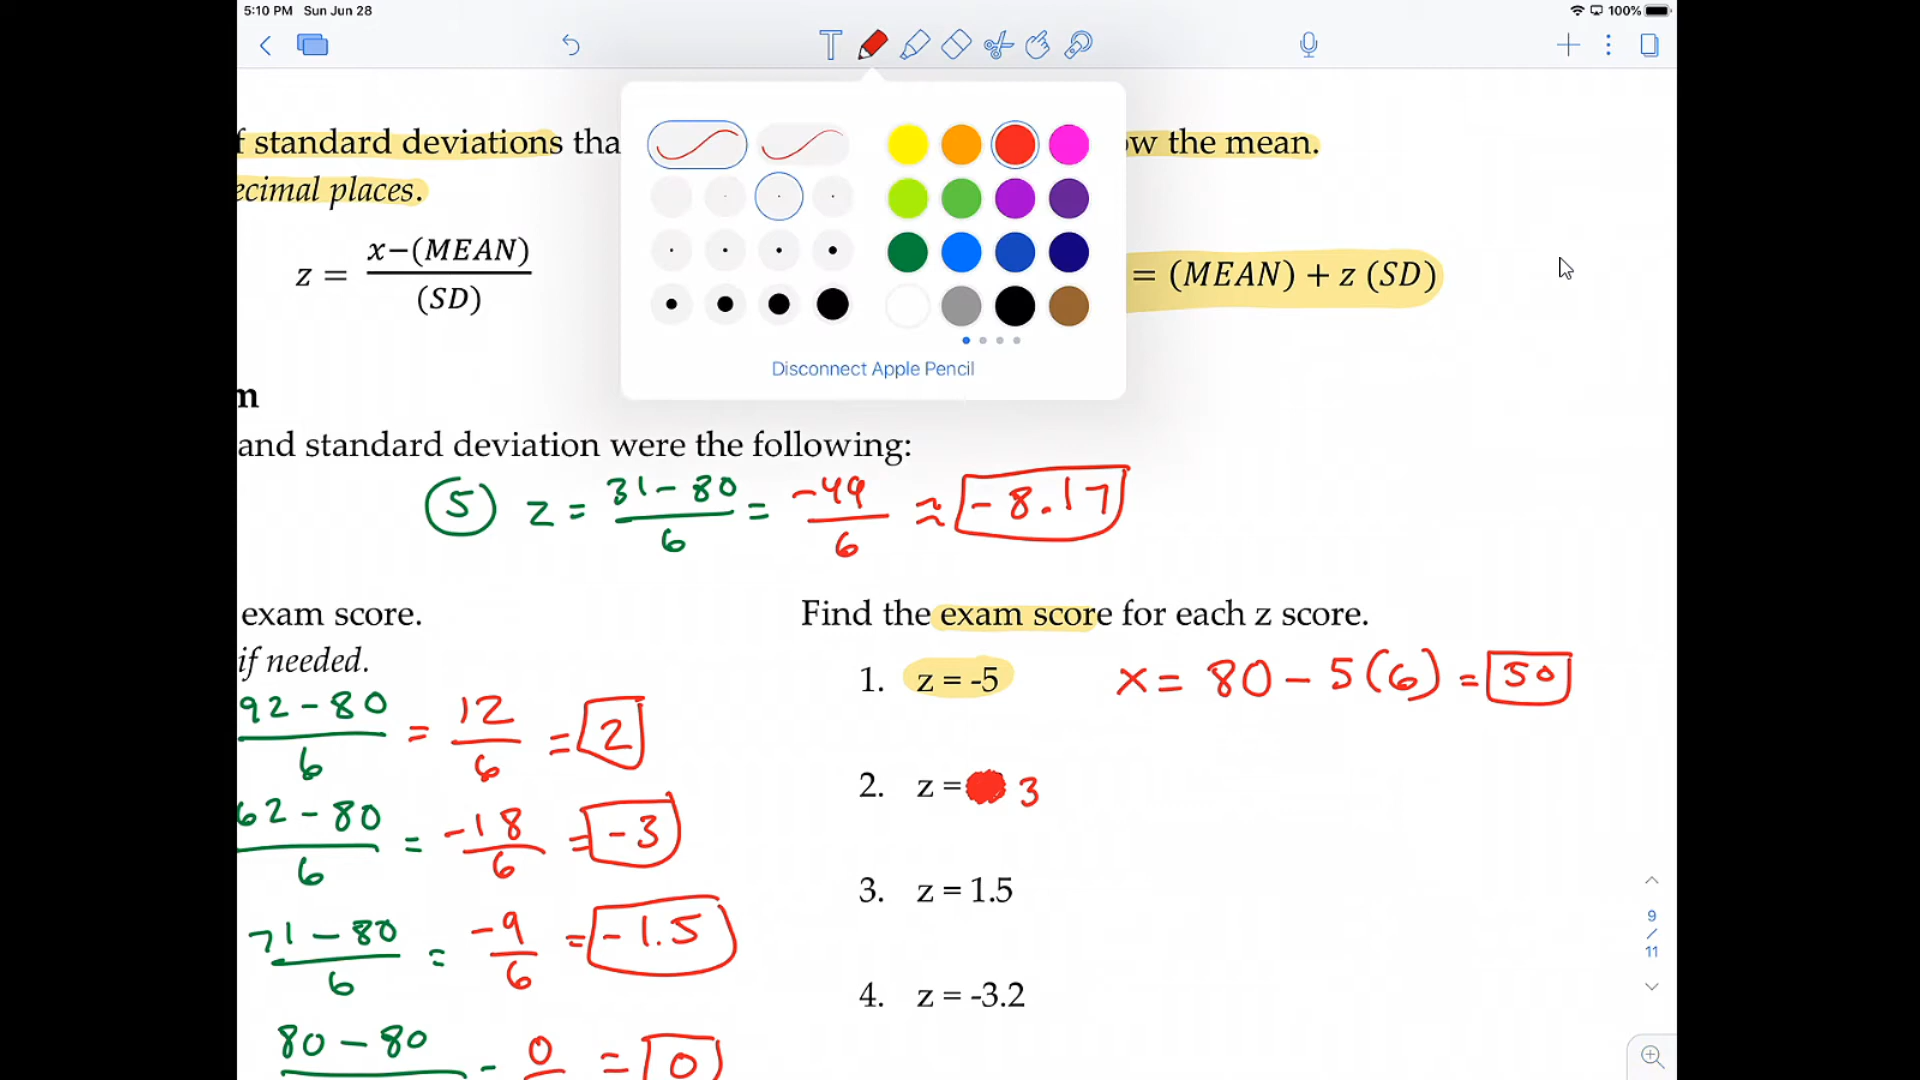 5:10 PM Sun Jun 28
100%
f standard deviations tha
ow the mean.
ecimal places.
z = x−(MEAN) / (SD)
= (MEAN) + z (SD)
Disconnect Apple Pencil
m
and standard deviation were the following:
5 z = 31 - 80 / 6 = -49 / 6 ≈ -8.17
exam score.
if needed.
92 - 80 / 6 = 12 / 6 = 2
62 - 80 / 6 = -18 / 6 = -3
71 - 80 / 6 = -9 / 6 = -1.5
80 - 80 = 0 = 0
Find the exam score for each z score.
1. z = -5 x = 80 - 5(6) = 50
2. z = 3
3. z = 1.5
4. z = -3.2
9
/
11